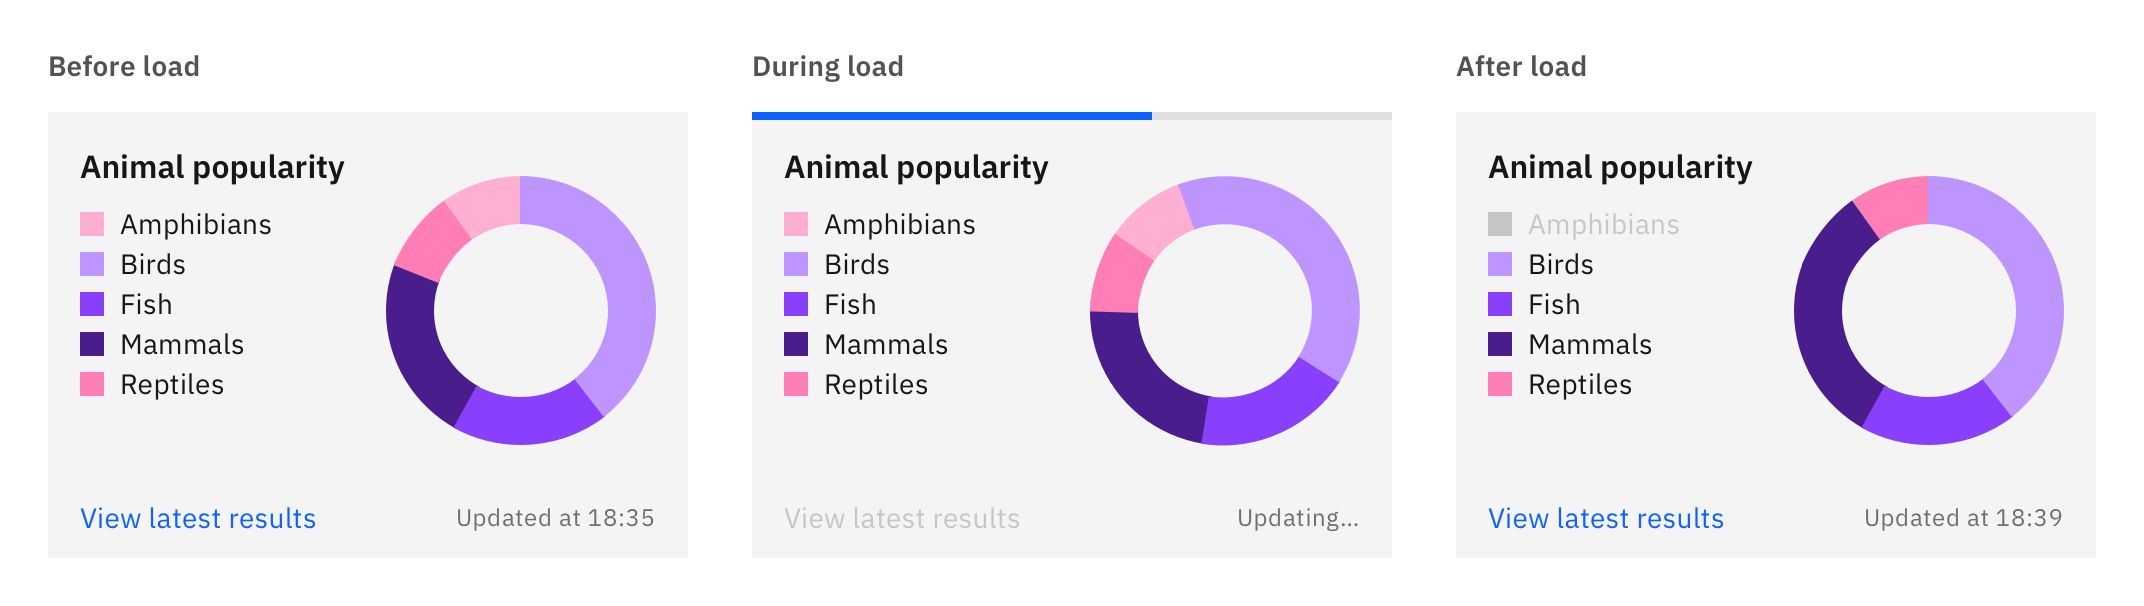 Before load
Animal popularity
Amphibians
Birds
Fish
Mammals
Reptiles
View latest results
Updated at 18:35
During load
Animal popularity
Amphibians
Birds
Fish
Mammals
Reptiles
View latest results
Updating...
After load
Animal popularity
Amphibians
Birds
Fish
Mammals
Reptiles
View latest results
Updated at 18:39